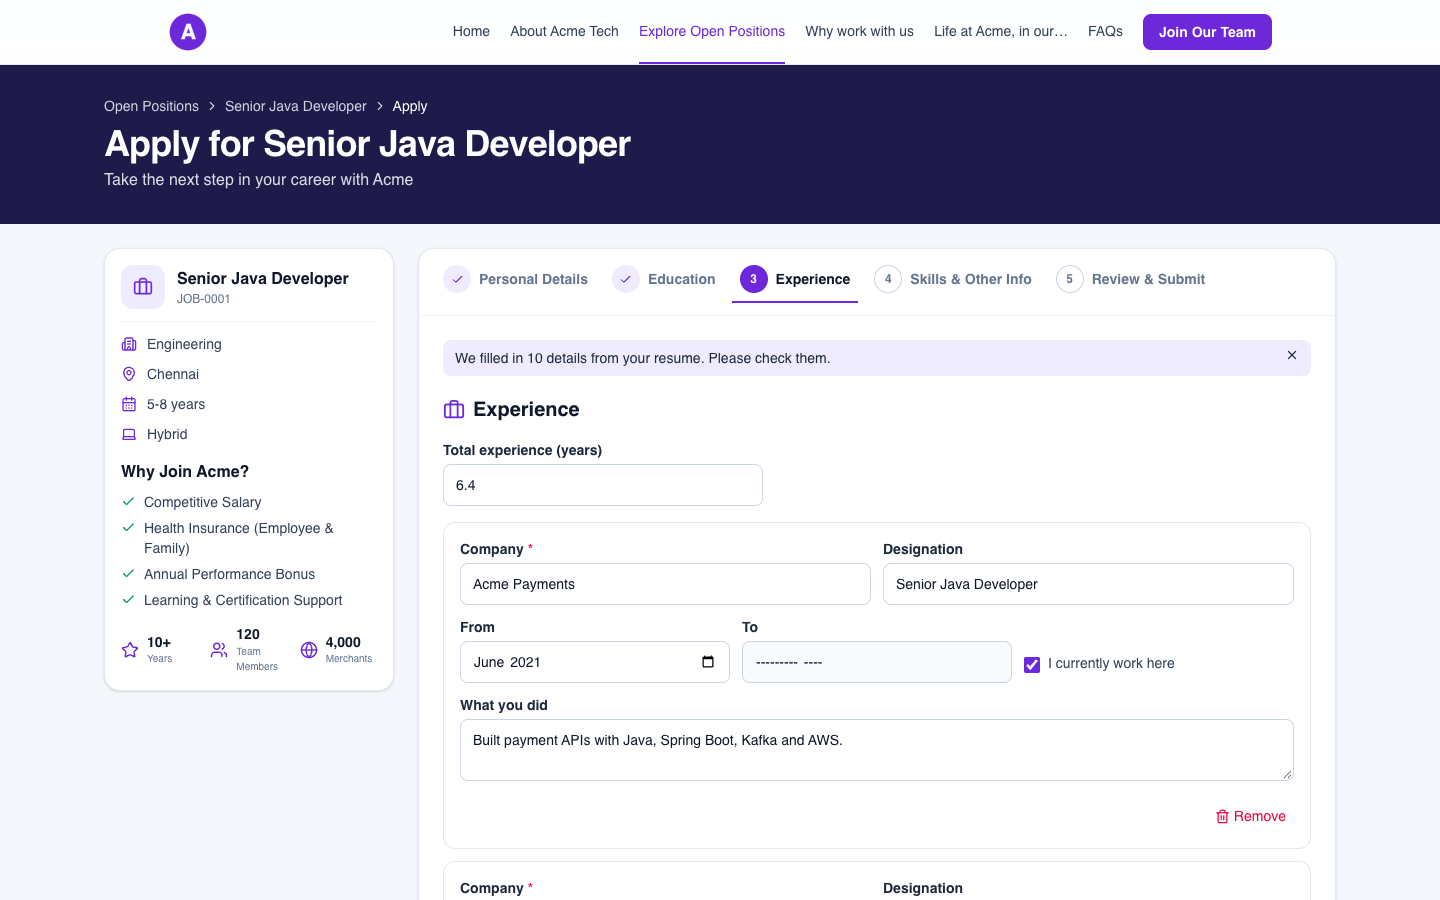 A
Home
About Acme Tech
Explore Open Positions
Why work with us
Life at Acme, in our…
FAQs
Join Our Team
Open Positions > Senior Java Developer > Apply
Apply for Senior Java Developer
Take the next step in your career with Acme
Senior Java Developer
JOB-0001
Engineering
Chennai
5-8 years
Hybrid
Why Join Acme?
Competitive Salary
Health Insurance (Employee &
Family)
Annual Performance Bonus
Learning & Certification Support
10+
Years
120
Team
Members
4,000
Merchants
Personal Details
Education
3 Experience
4 Skills & Other Info
5 Review & Submit
We filled in 10 details from your resume. Please check them.
Experience
Total experience (years)
6.4
Company *
Acme Payments
Designation
Senior Java Developer
From
June 2021
To
--------- ----
I currently work here
What you did
Built payment APIs with Java, Spring Boot, Kafka and AWS.
Remove
Company *
Designation